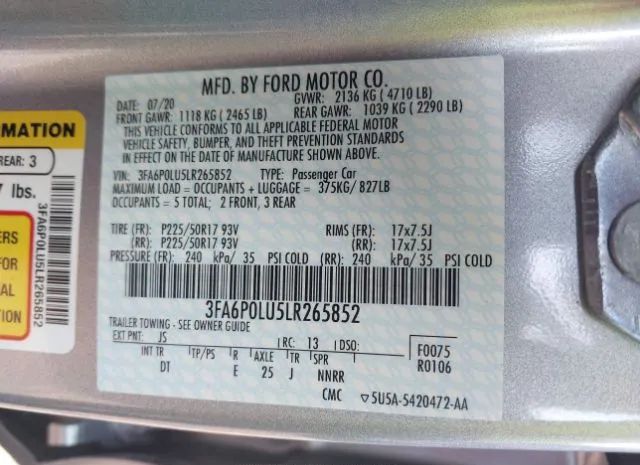 MFD. BY FORD MOTOR CO.
DATE: 07/20 GVWR: 2136 KG ( 4710 LB)
FRONT GAWR: 1118 KG ( 2465 LB) REAR GAWR: 1039 KG ( 2290 LB)
THIS VEHICLE CONFORMS TO ALL APPLICABLE FEDERAL MOTOR
VEHICLE SAFETY, BUMPER, AND THEFT PREVENTION STANDARDS
IN EFFECT ON THE DATE OF MANUFACTURE SHOWN ABOVE.
VIN: 3FA6P0LU5LR265852 TYPE: Passenger Car
MAXIMUM LOAD = OCCUPANTS + LUGGAGE = 375KG/ 827LB
OCCUPANTS = 5 TOTAL; 2 FRONT, 3 REAR
TIRE (FR): P225/50R17 93V RIMS (FR): 17x7.5J
(RR): P225/50R17 93V (RR): 17x7.5J
PRESSURE (FR): 240 kPa/ 35 PSI COLD (RR): 240 kPa/ 35 PSI COLD
3FA6P0LU5LR265852
TRAILER TOWING - SEE OWNER GUIDE
EXT PNT: JS RC: 13 DSO: F0075
INT TR TP/PS R AXLE TR SPR R0106
DT E 25 J NNRR
CMC ▽5U5A-5420472-AA
ORMATION
REAR: 3
lbs.
3FA6P0LU5LR265852
ERS
FOR
NAL